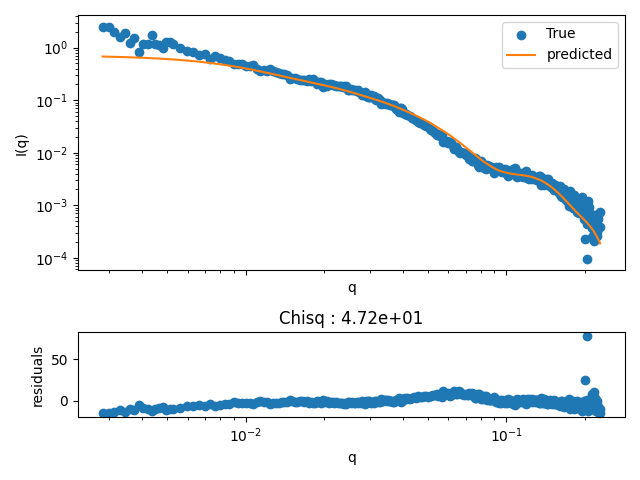 True
predicted
10⁰
10⁻¹
10⁻²
10⁻³
10⁻⁴
I(q)
q
Chisq : 4.72e+01
50
0
residuals
10⁻² 10⁻¹
q